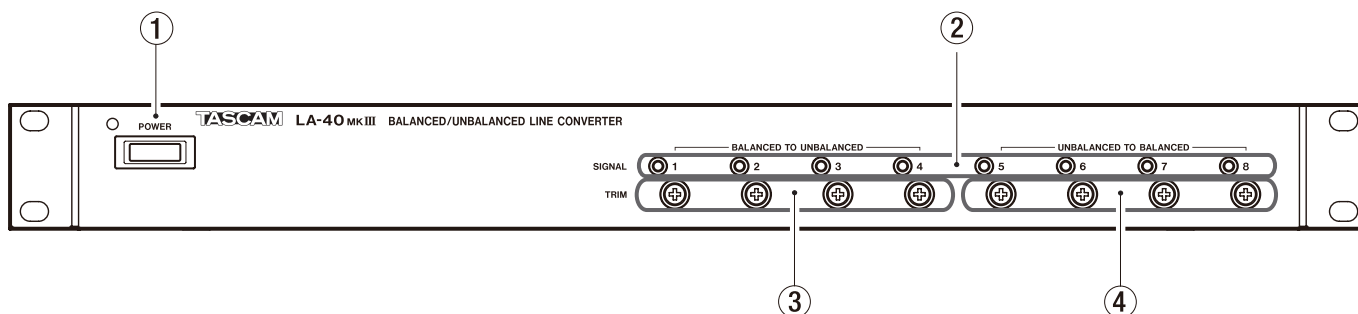 1 2
POWER TASCAM LA-40 MKIII BALANCED/UNBALANCED LINE CONVERTER
BALANCED TO UNBALANCED UNBALANCED TO BALANCED
SIGNAL 1 2 3 4 5 6 7 8
TRIM
3 4